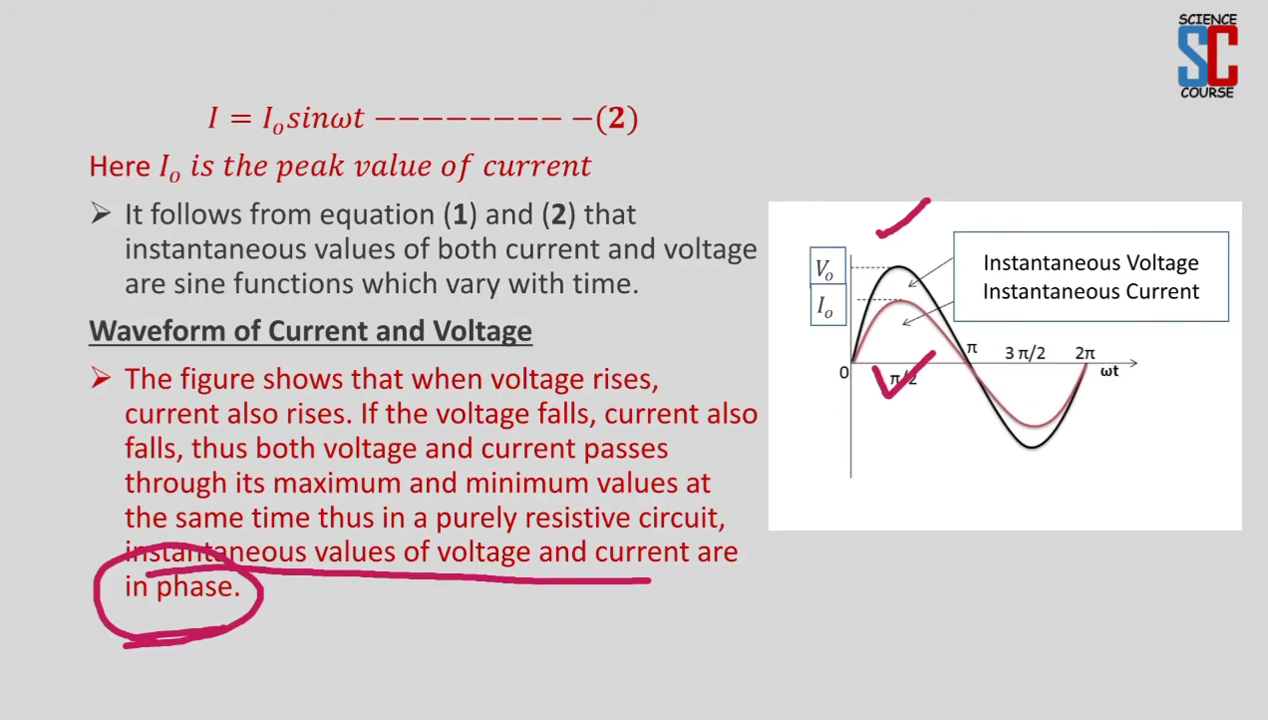 SCIENCE
SC
COURSE
I = I₀sinωt −−−−−−−−−(2)
Here I₀ is the peak value of current
➢ It follows from equation (1) and (2) that
instantaneous values of both current and voltage
are sine functions which vary with time.
Waveform of Current and Voltage
➢ The figure shows that when voltage rises,
current also rises. If the voltage falls, current also
falls, thus both voltage and current passes
through its maximum and minimum values at
the same time thus in a purely resistive circuit,
instantaneous values of voltage and current are
in phase.
V₀
I₀
Instantaneous Voltage
Instantaneous Current
0
π/2
π
3 π/2
2π
ωt